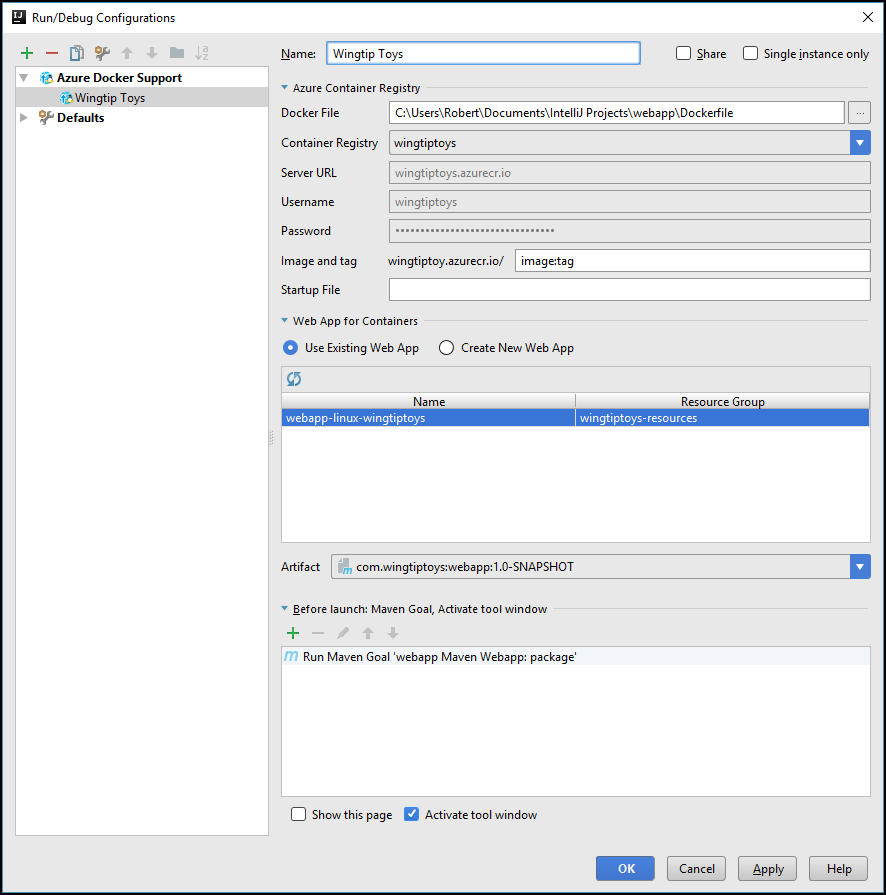 Run/Debug Configurations
Azure Docker Support
Wingtip Toys
Defaults
Name: Wingtip Toys Share Single instance only
Azure Container Registry
Docker File C:\Users\Robert\Documents\IntelliJ Projects\webapp\Dockerfile ...
Container Registry wingtiptoys
Server URL wingtiptoys.azurecr.io
Username wingtiptoys
Password
Image and tag wingtiptoy.azurecr.io/ image:tag
Startup File
Web App for Containers
Use Existing Web App Create New Web App
Name Resource Group
webapp-linux-wingtiptoys wingtiptoys-resources
Artifact com.wingtiptoys:webapp:1.0-SNAPSHOT
Before launch: Maven Goal, Activate tool window
Run Maven Goal 'webapp Maven Webapp: package'
Show this page Activate tool window
OK Cancel Apply Help